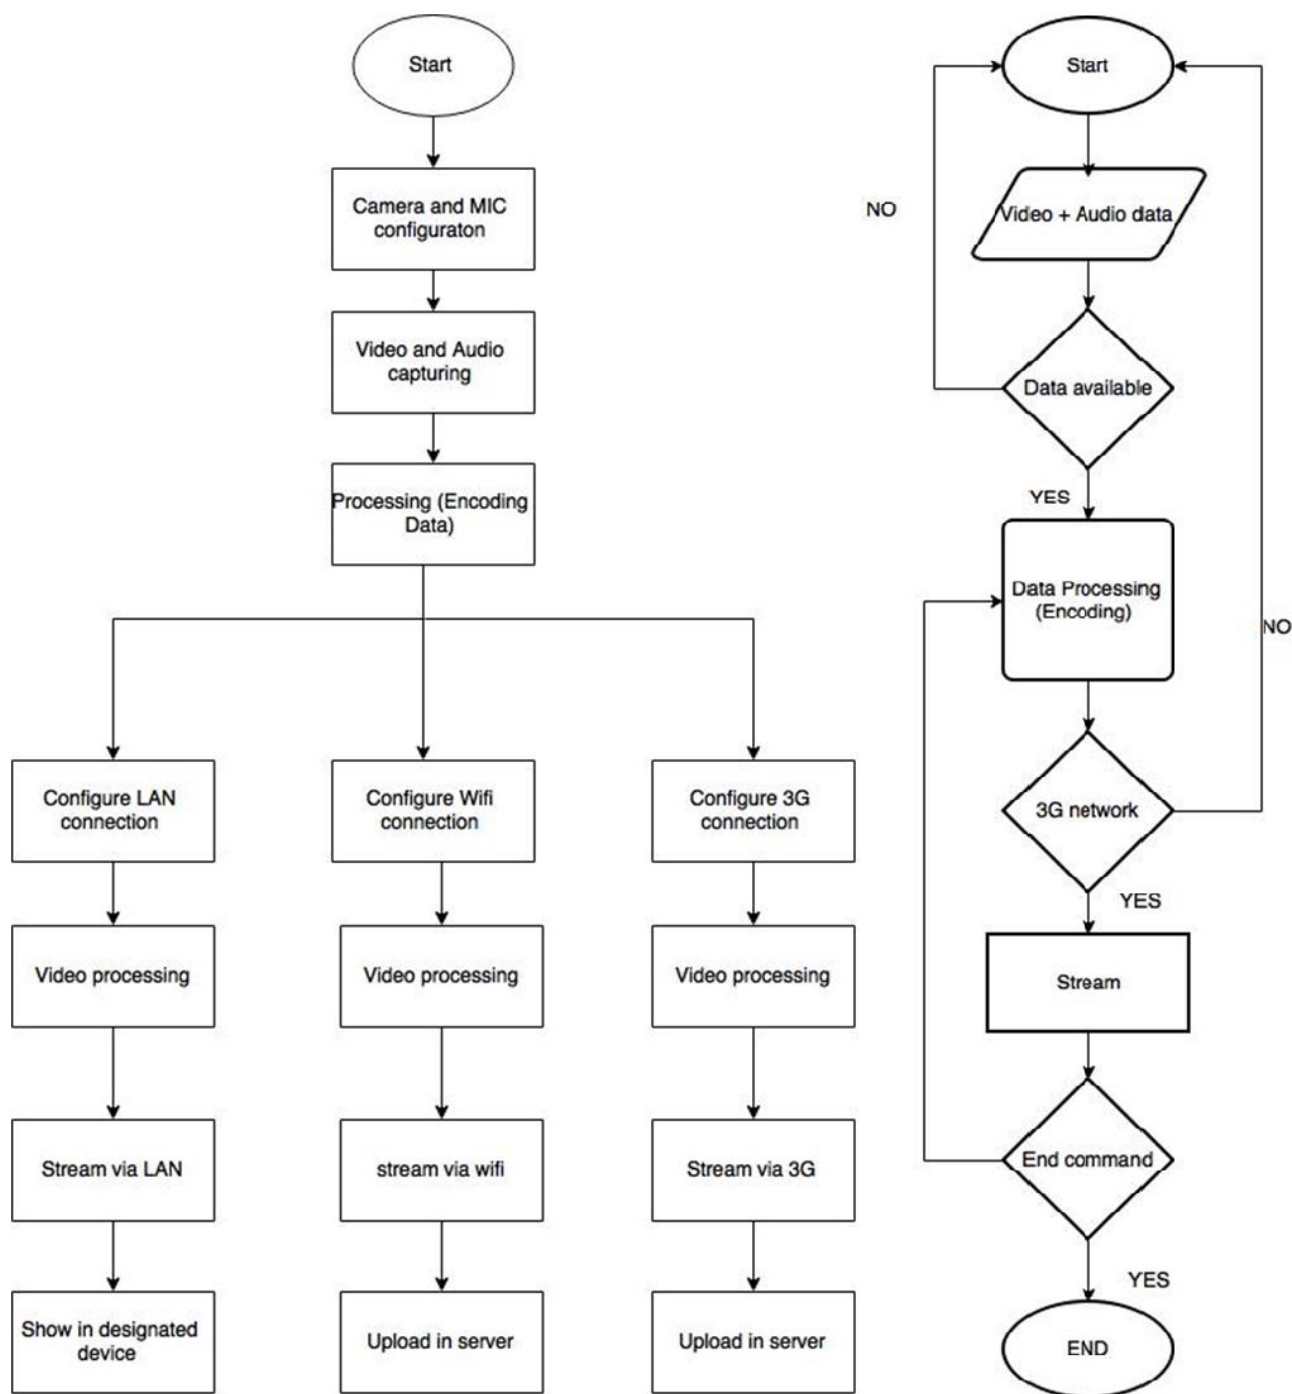 Start
Camera and MIC
configuraton
Video and Audio
capturing
Processing (Encoding
Data)
Configure LAN
connection
Configure Wifi
connection
Configure 3G
connection
Video processing
Video processing
Video processing
Stream via LAN
stream via wifi
Stream via 3G
Show in designated
device
Upload in server
Upload in server
Start
Video + Audio data
NO
Data available
YES
Data Processing
(Encoding)
NO
3G network
YES
Stream
End command
YES
END